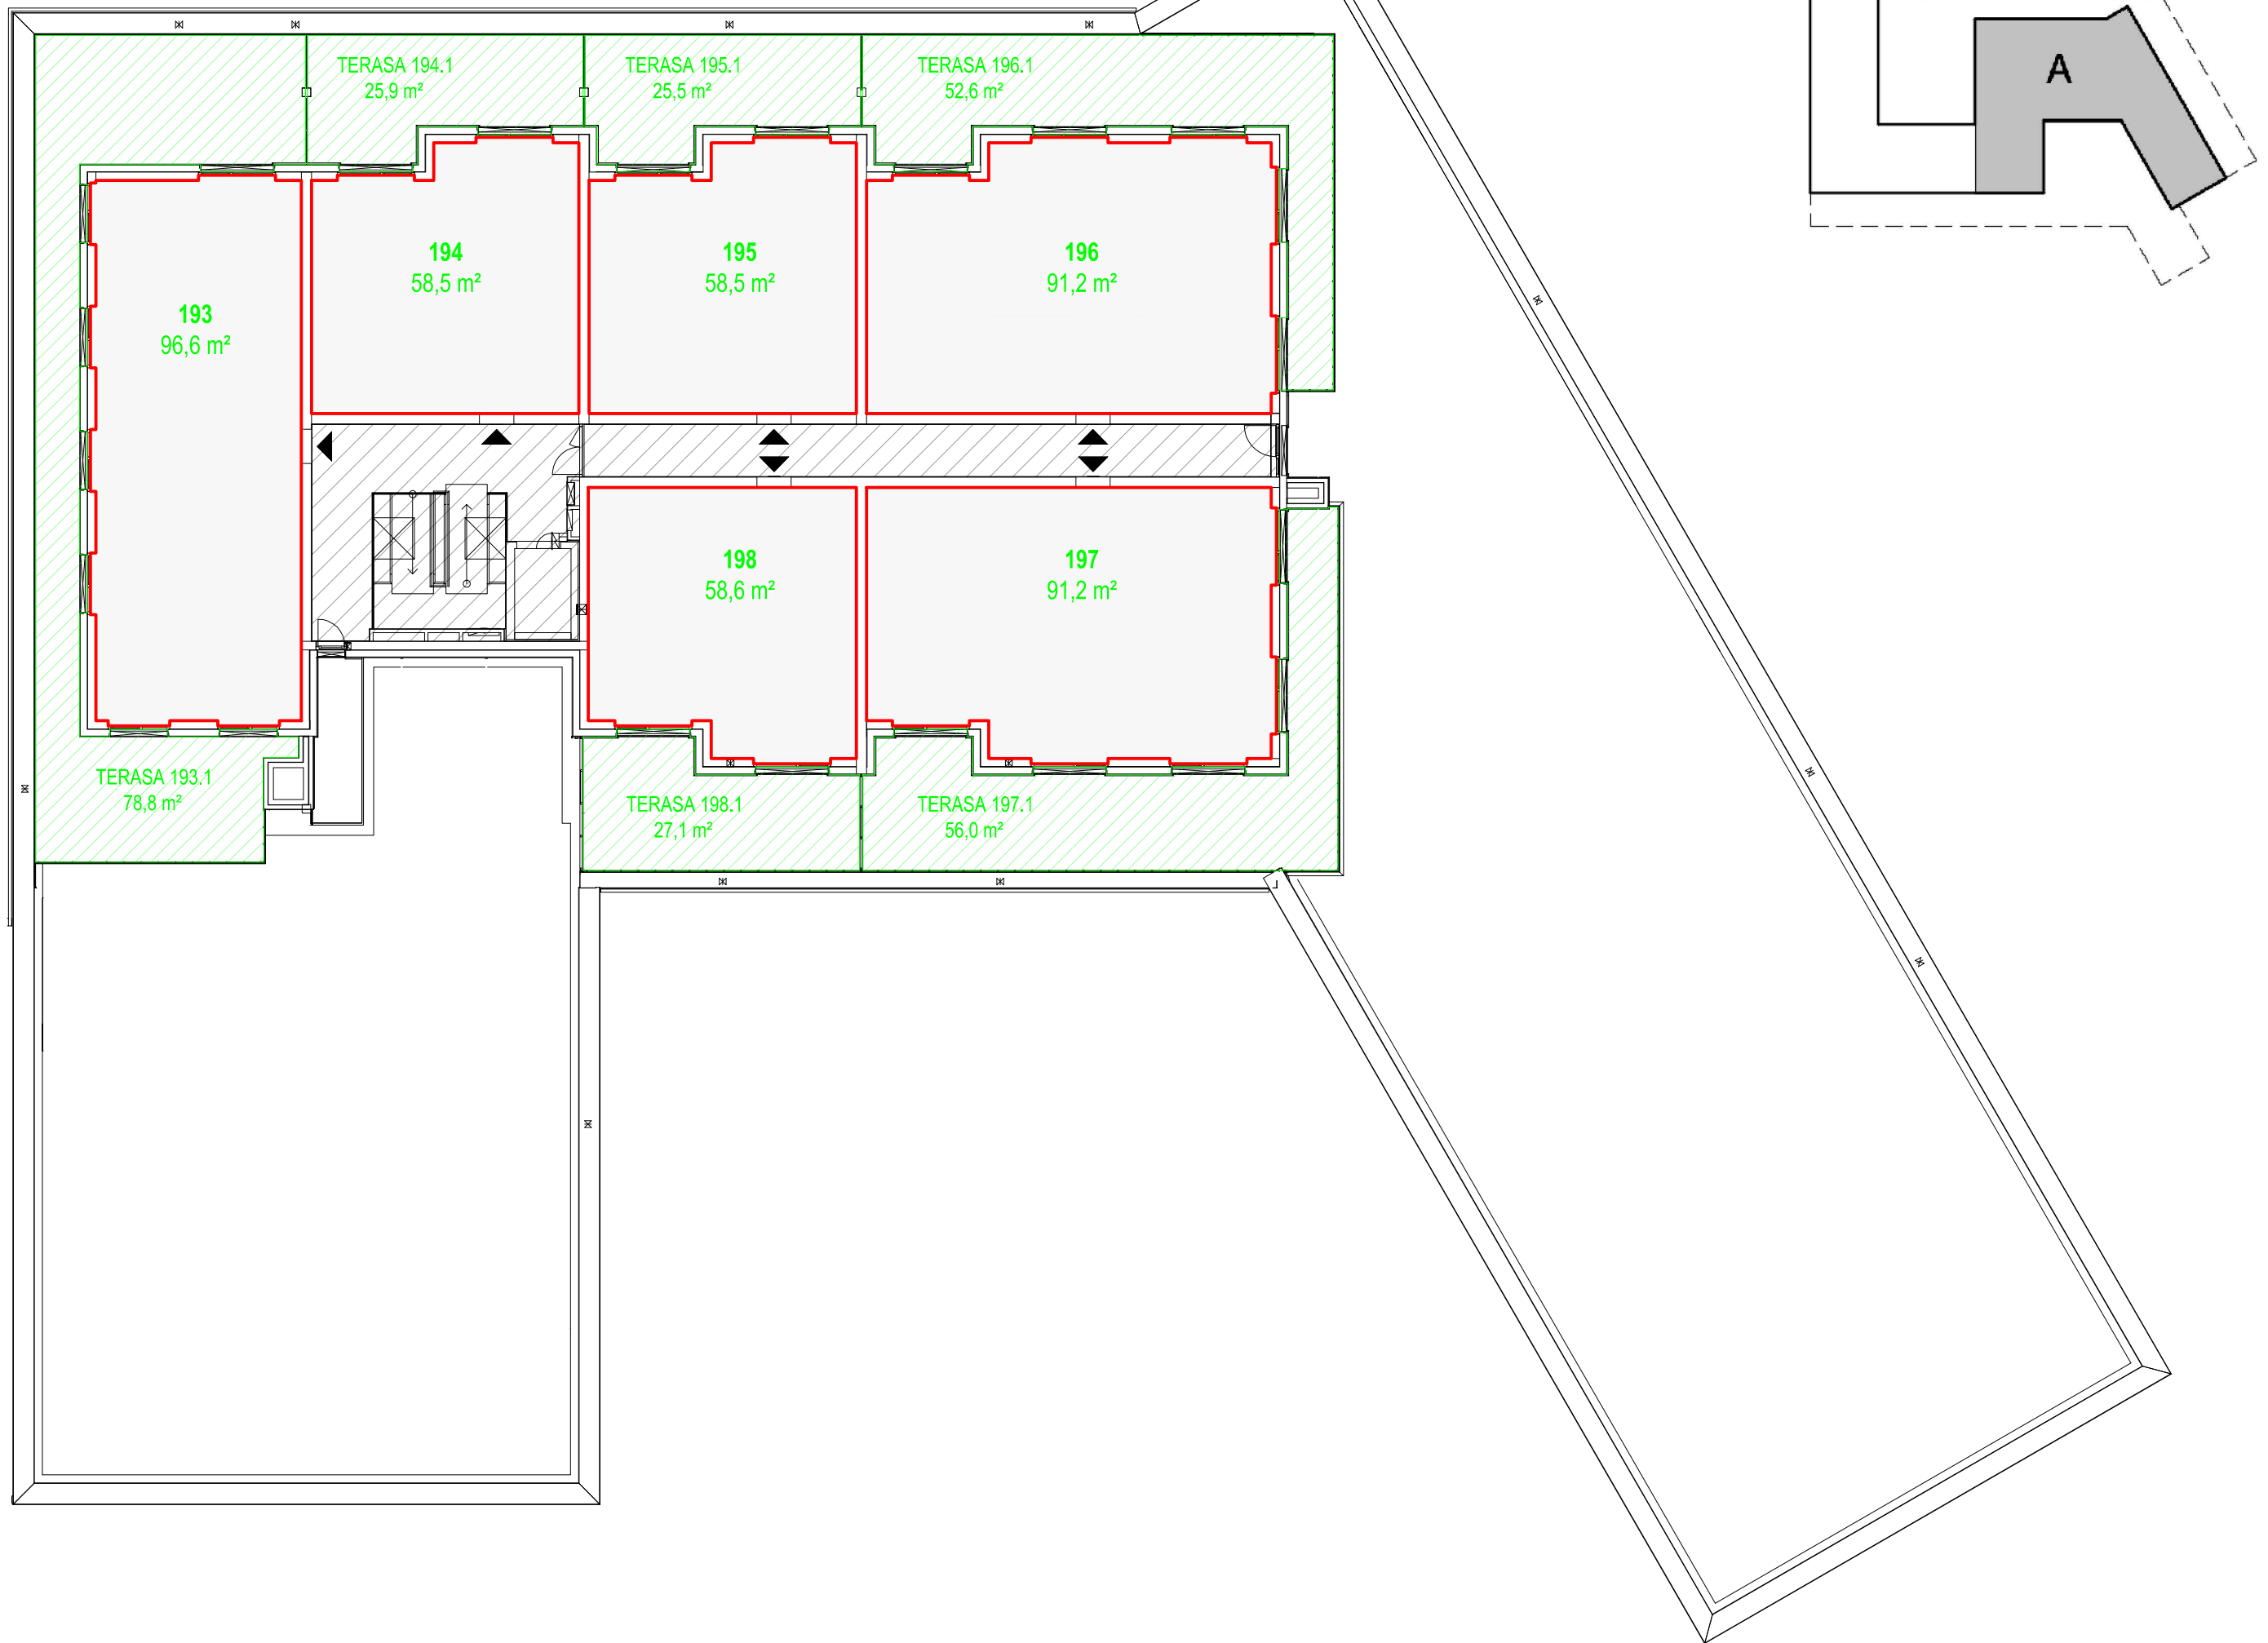 TERASA 194.1
25,9 m²
TERASA 195.1
25,5 m²
TERASA 196.1
52,6 m²
A
194
58,5 m²
195
58,5 m²
196
91,2 m²
193
96,6 m²
198
58,6 m²
197
91,2 m²
TERASA 193.1
78,8 m²
TERASA 198.1
27,1 m²
TERASA 197.1
56,0 m²